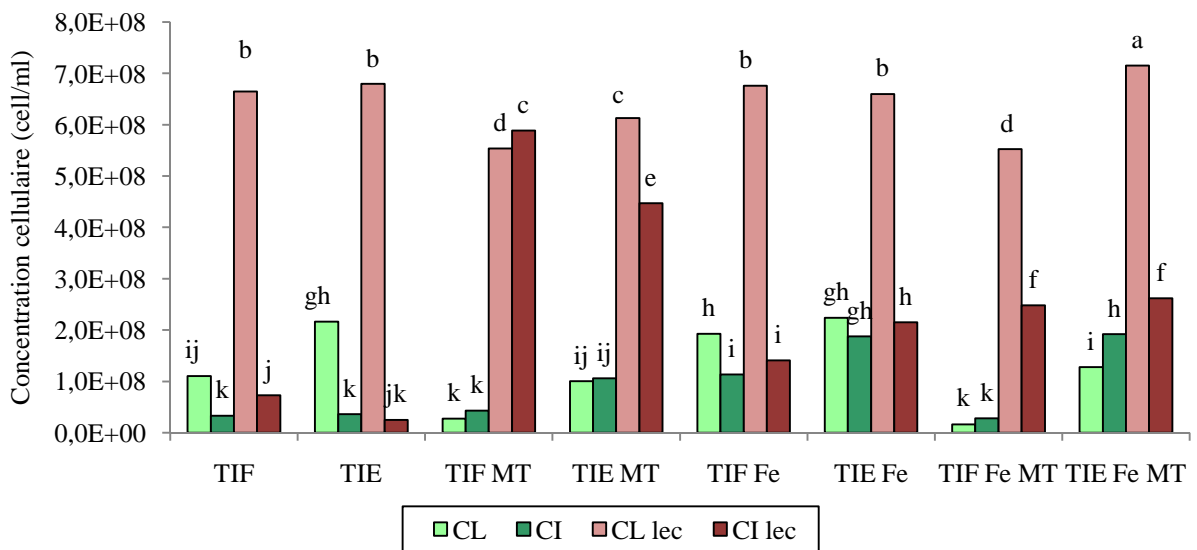 Concentration cellulaire (cell/ml)
8,0E+08
7,0E+08
6,0E+08
5,0E+08
4,0E+08
3,0E+08
2,0E+08
1,0E+08
0,0E+00
ij k b j
gh k b jk
k k d c
ij ij c e
h i b i
gh gh b h
k k d f
i h a f
TIF TIE TIF MT TIE MT TIF Fe TIE Fe TIF Fe MT TIE Fe MT
CL CI CL lec CI lec